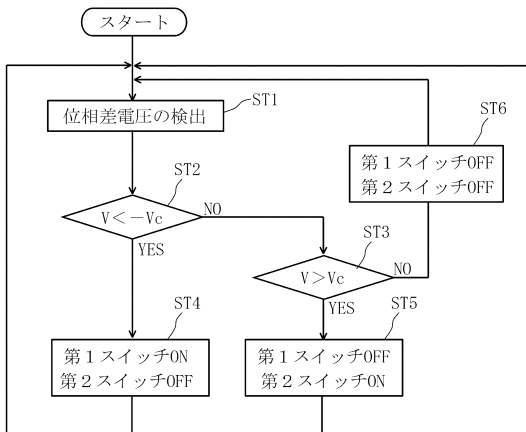 スタート
ST1
位相差電圧の検出
ST6
第1スイッチOFF
第2スイッチOFF
ST2
V<-Vc
NO
YES
ST3
V>Vc
NO
YES
ST4
第1スイッチON
第2スイッチOFF
ST5
第1スイッチOFF
第2スイッチON